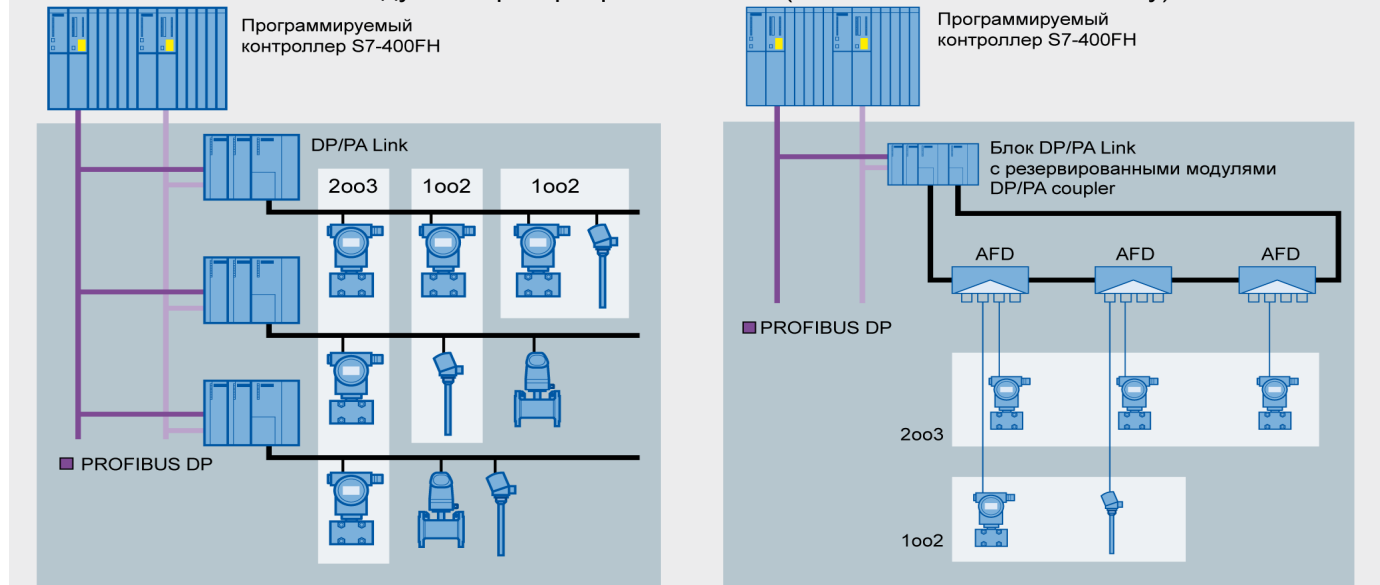 Программируемый
контроллер S7-400FH
DP/PA Link
2oo3 1oo2 1oo2
PROFIBUS DP
Программируемый
контроллер S7-400FH
Блок DP/PA Link
с резервированными модулями
DP/PA coupler
AFD AFD AFD
PROFIBUS DP
2oo3
1oo2